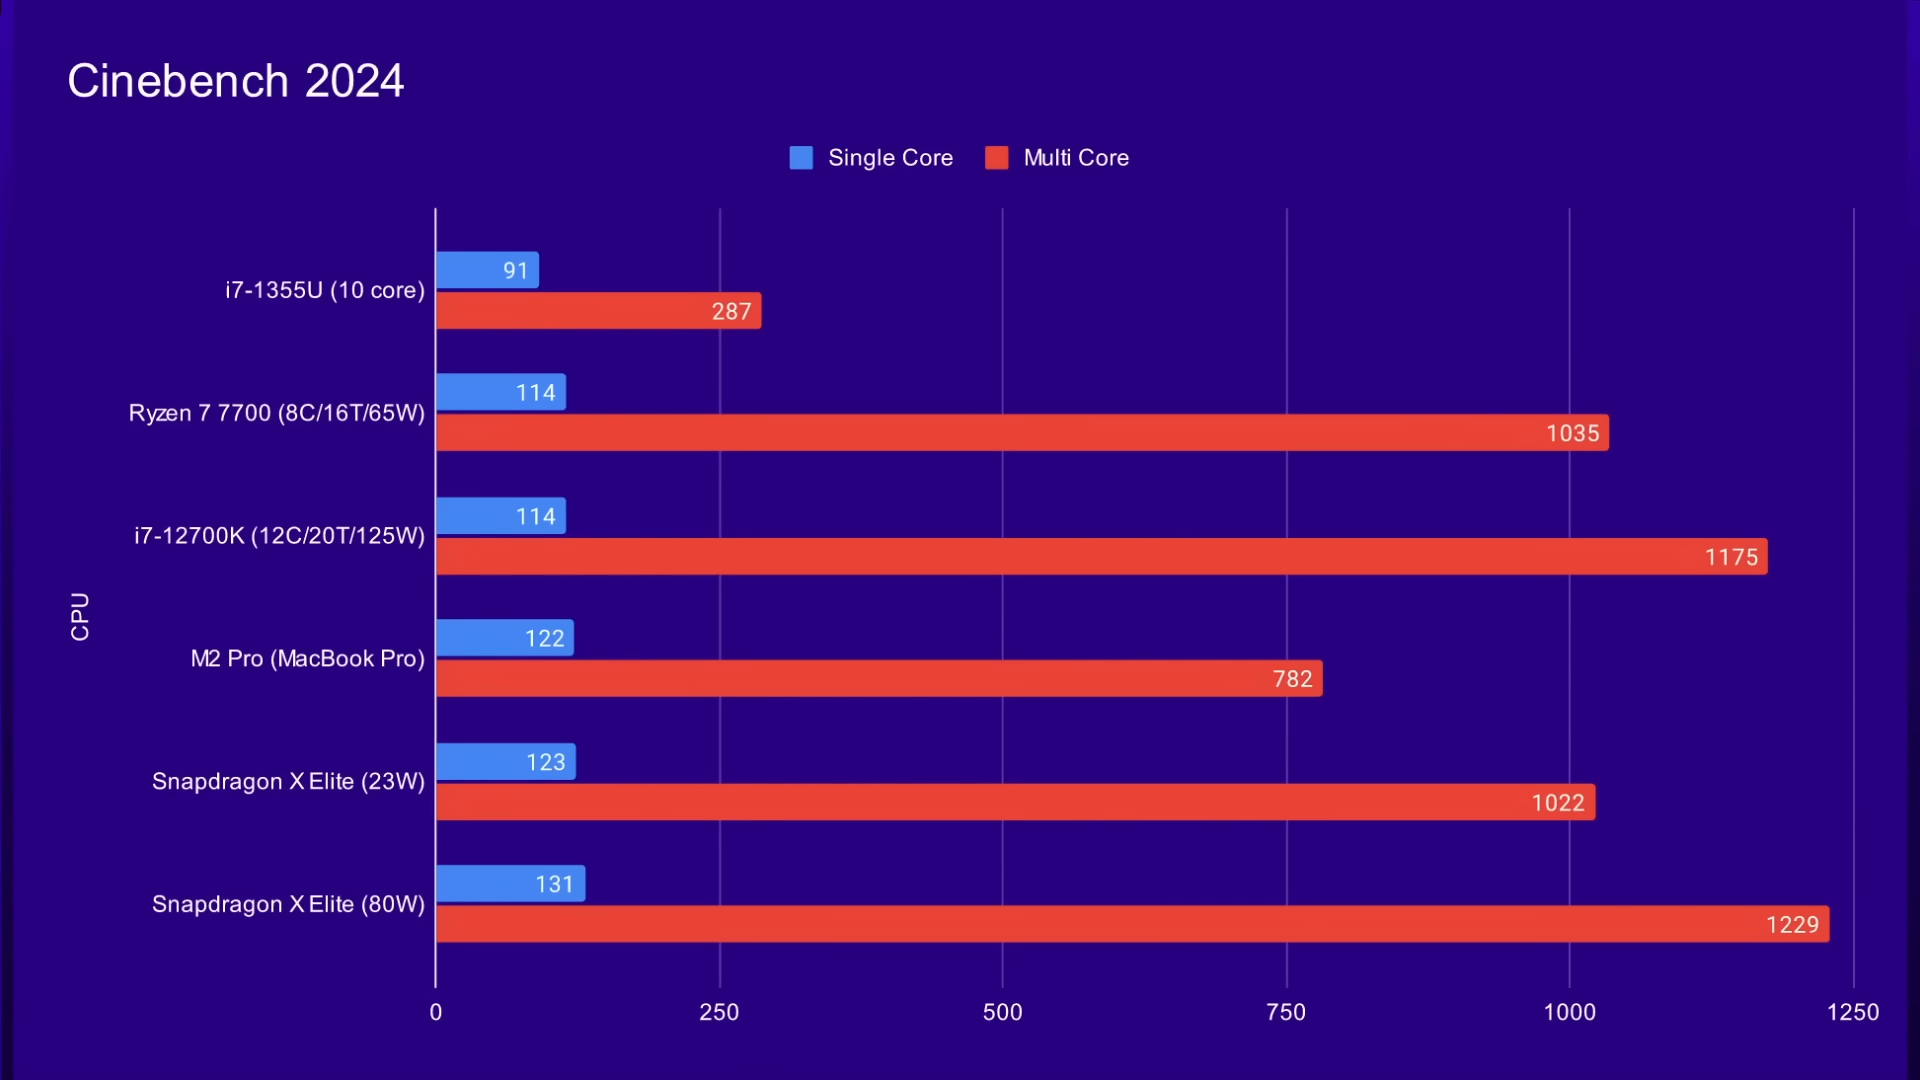 Cinebench 2024
Single Core
Multi Core
CPU
i7-1355U (10 core)
91
287
Ryzen 7 7700 (8C/16T/65W)
114
1035
i7-12700K (12C/20T/125W)
114
1175
M2 Pro (MacBook Pro)
122
782
Snapdragon X Elite (23W)
123
1022
Snapdragon X Elite (80W)
131
1229
0
250
500
750
1000
1250